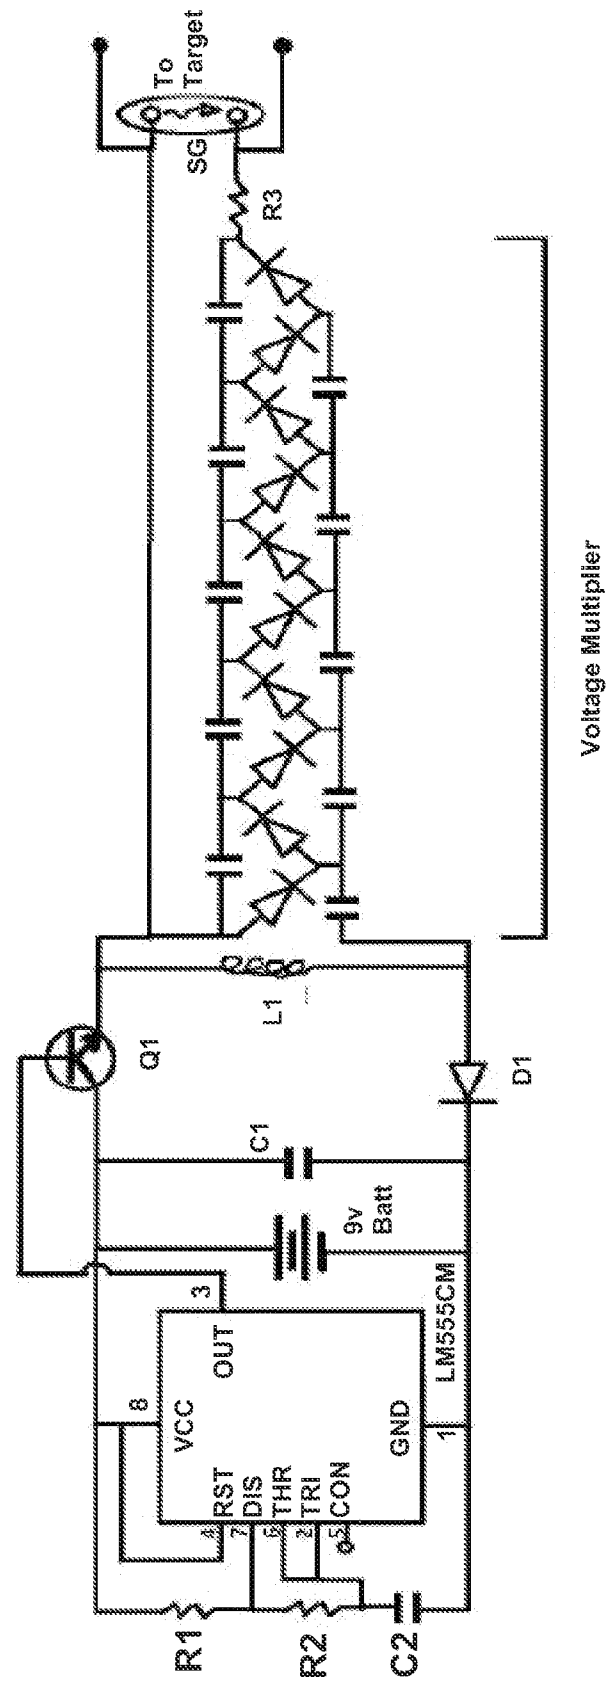 To
Target
SG
R3
Voltage Multiplier
L1
Q1
D1
C1
9v
Batt
LM555CM
3
OUT
8
VCC
GND
1
4
RST
7
DIS
6
THR
2
TRI
5
CON
R1
R2
C2